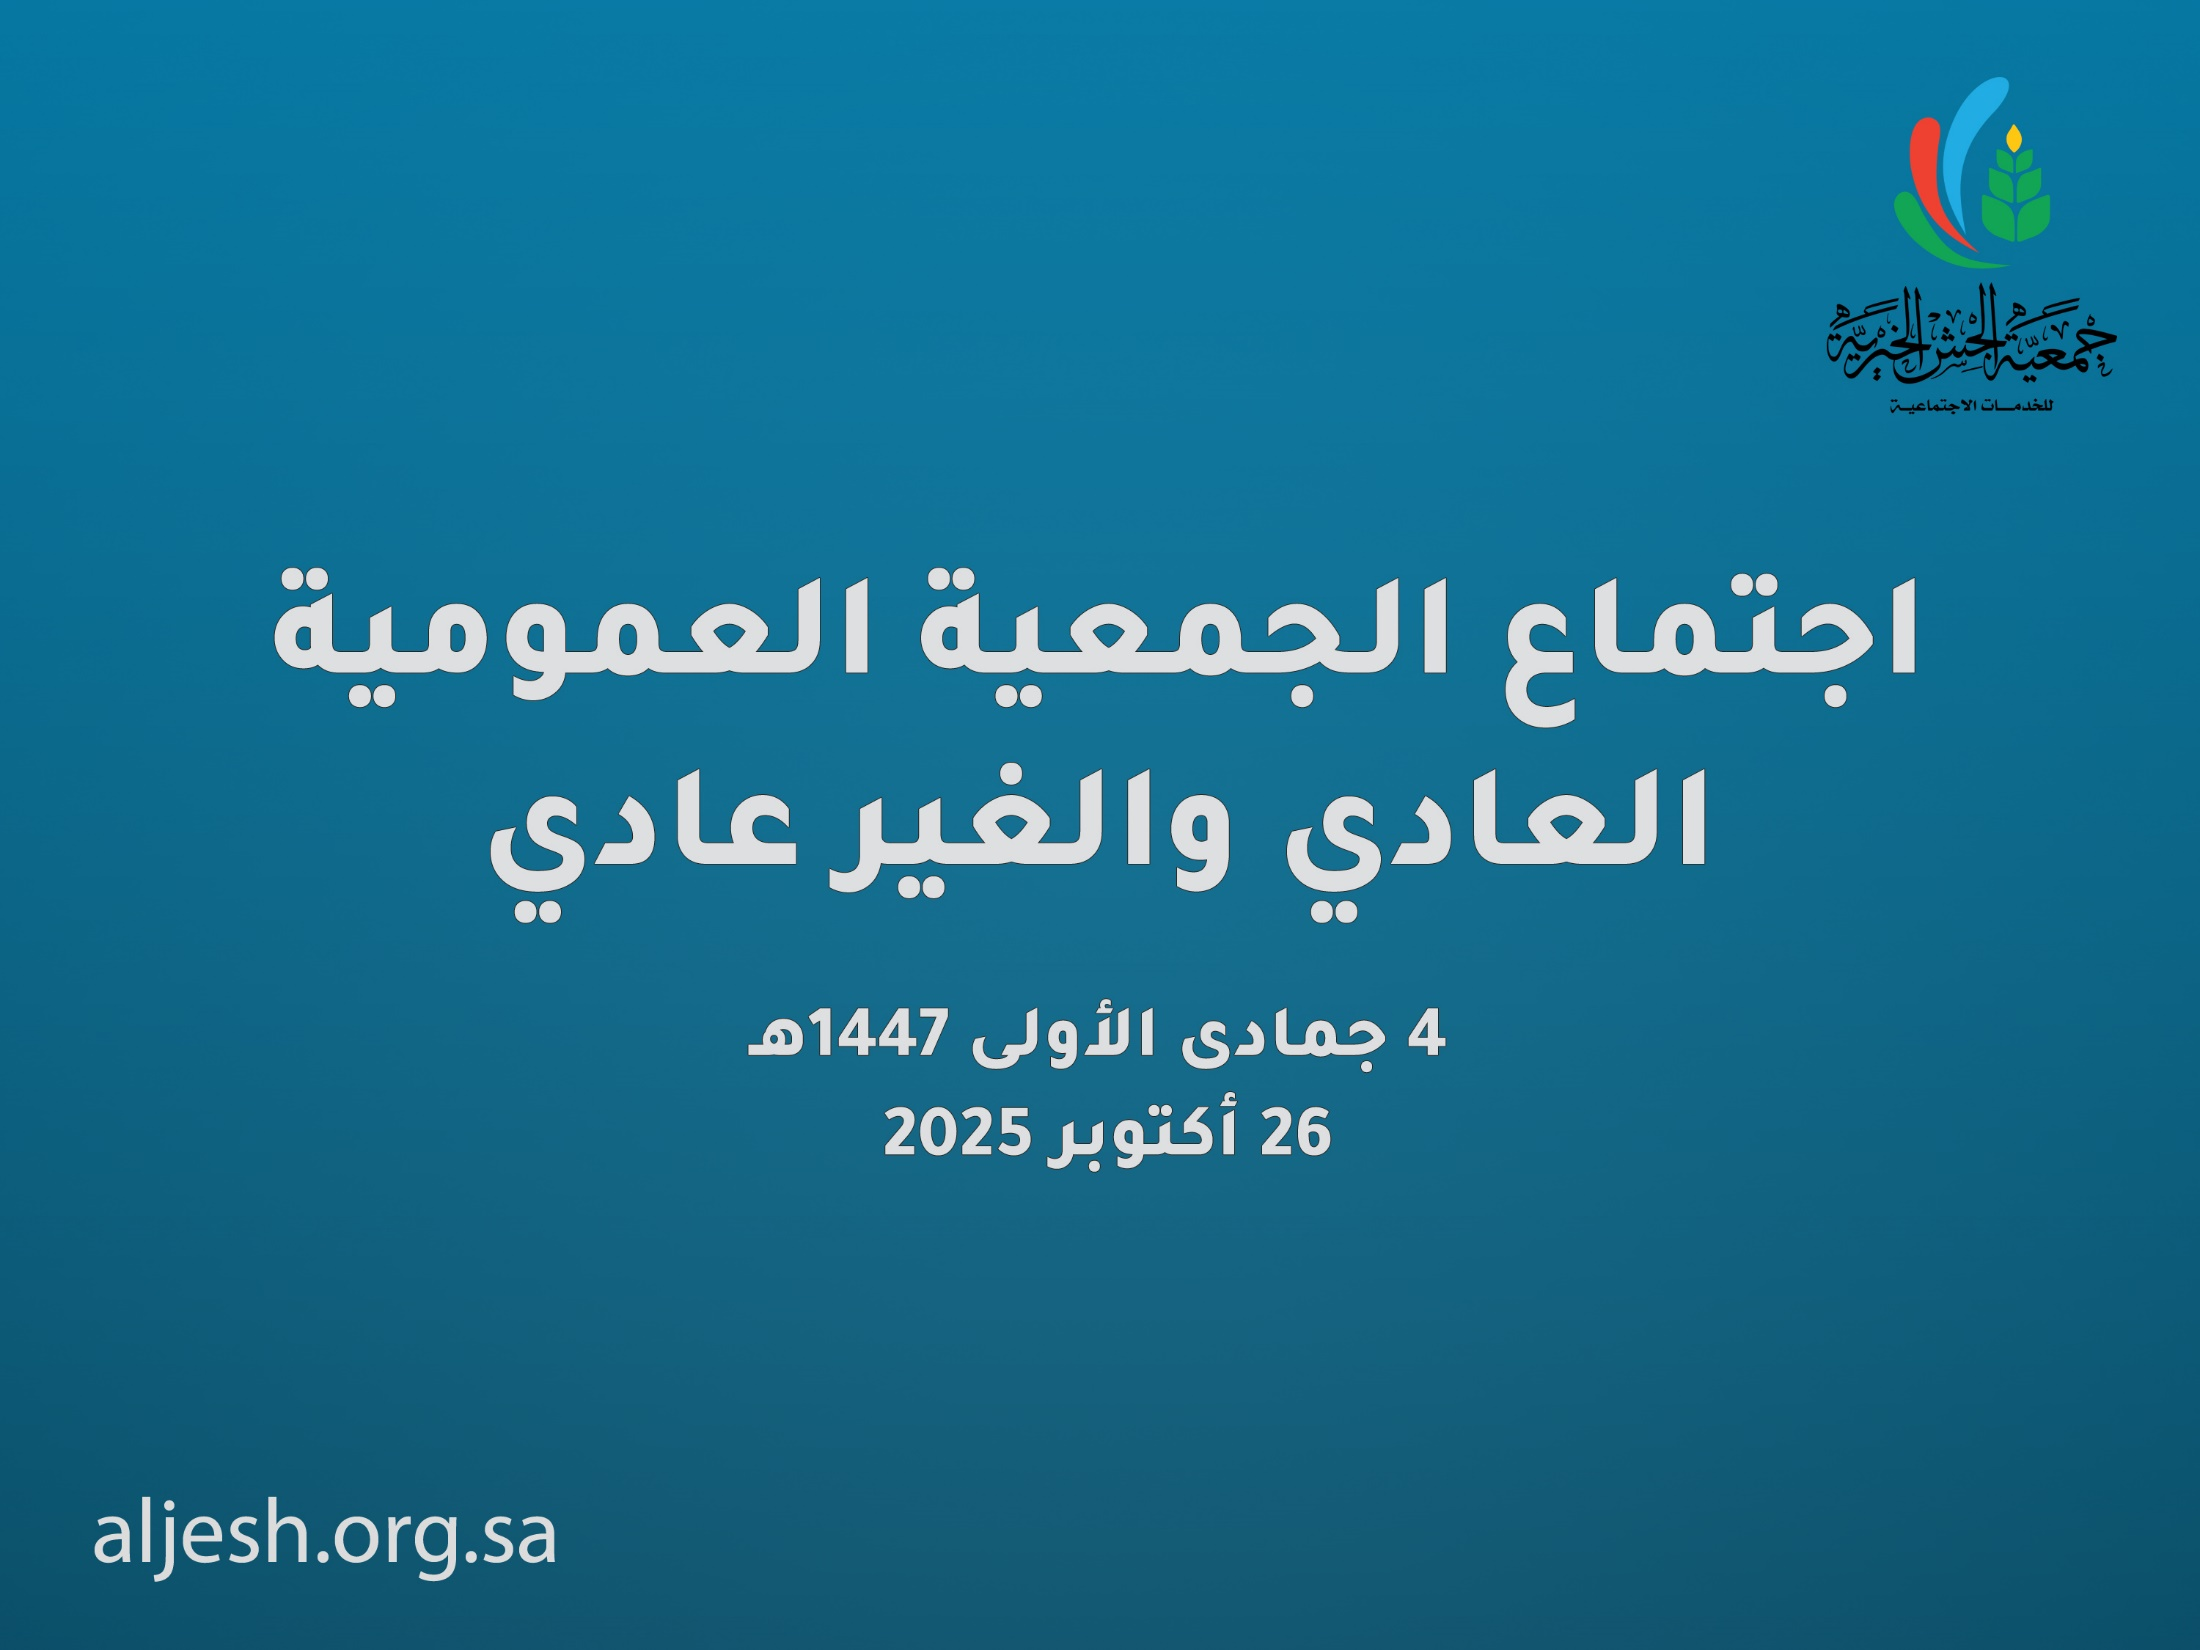 جمعية الجش الخيرية
للخدمات الاجتماعية
اجتماع الجمعية العمومية
العادي والغير عادي
4 جمادى الأولى 1447هـ
26 أكتوبر 2025
aljesh.org.sa